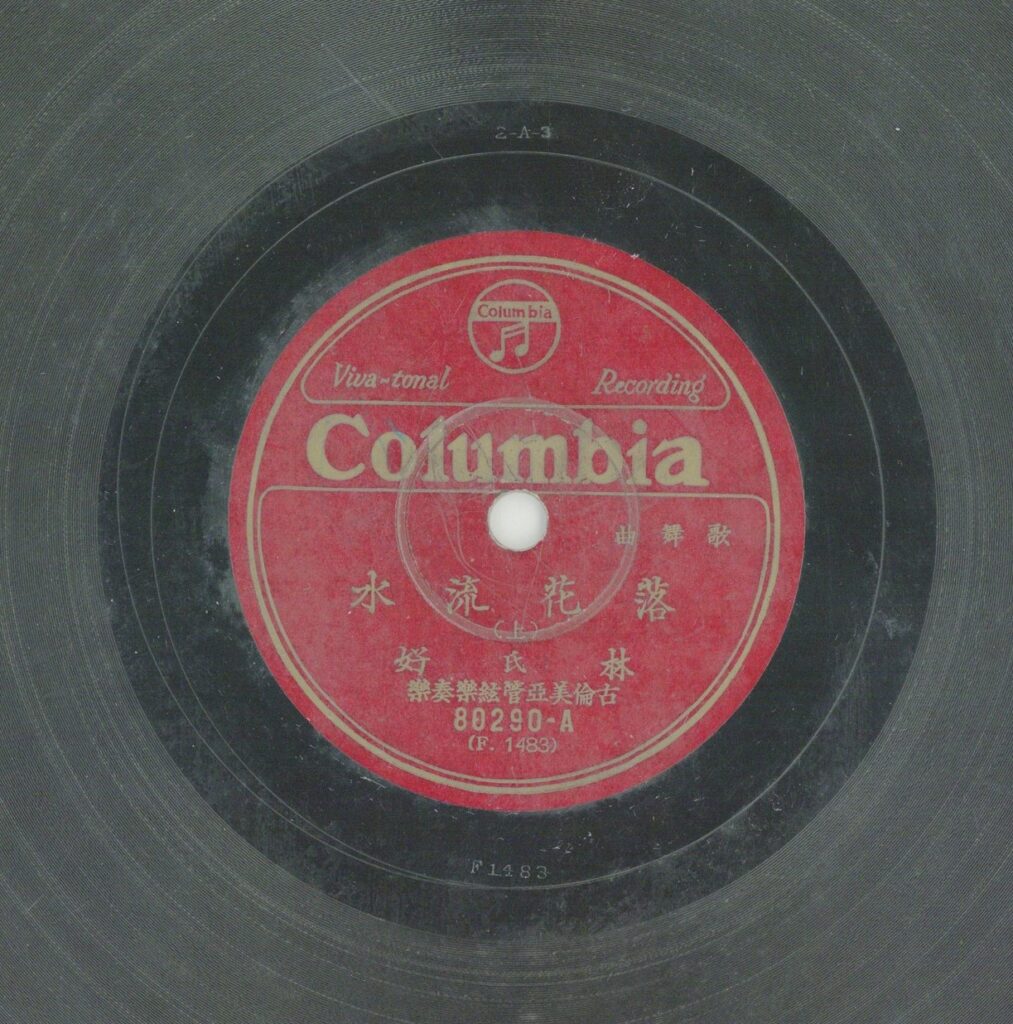 2-A-3
Columbia
Viva-tonal Recording
Columbia
歌舞曲
落花流水
(上)
林氏好
古倫美亞管絃樂奏樂
80290-A
(F. 1483)
F1483